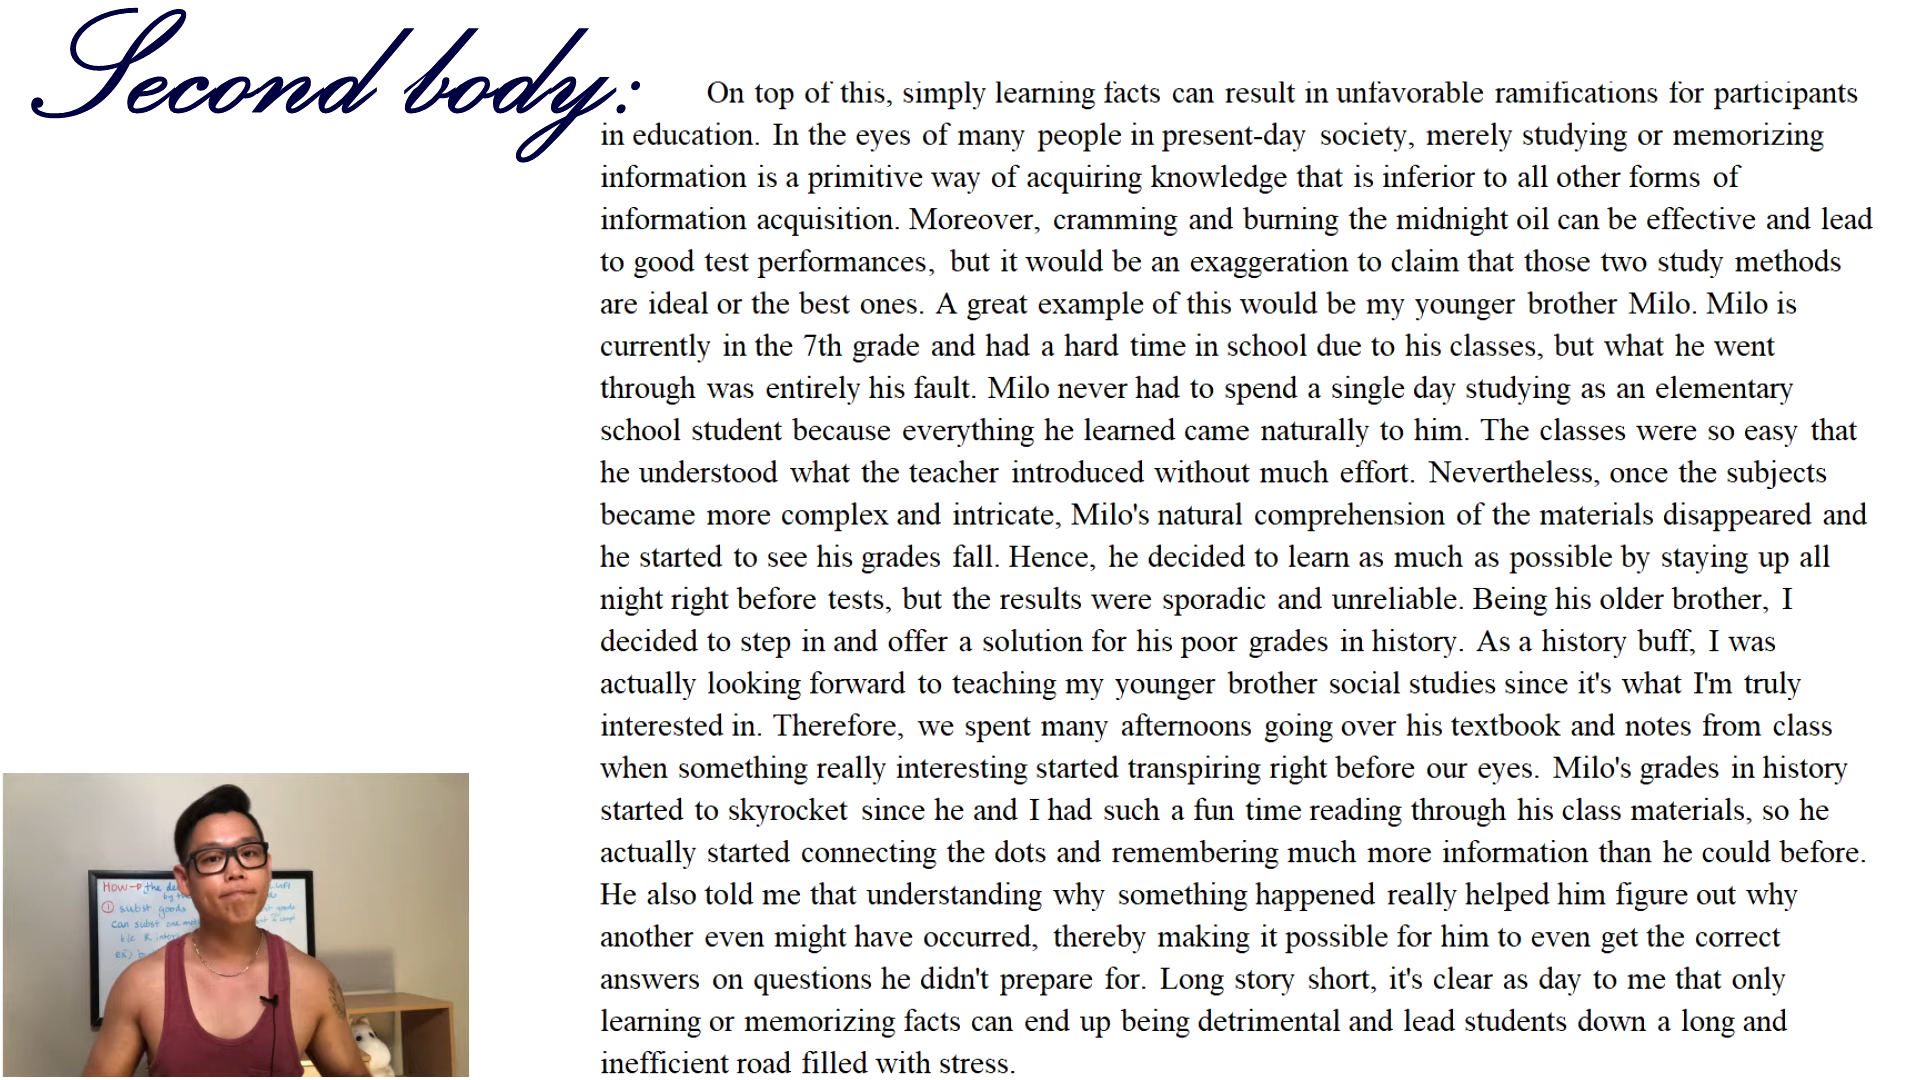 Second body:
On top of this, simply learning facts can result in unfavorable ramifications for participants
in education. In the eyes of many people in present-day society, merely studying or memorizing
information is a primitive way of acquiring knowledge that is inferior to all other forms of
information acquisition. Moreover, cramming and burning the midnight oil can be effective and lead
to good test performances, but it would be an exaggeration to claim that those two study methods
are ideal or the best ones. A great example of this would be my younger brother Milo. Milo is
currently in the 7th grade and had a hard time in school due to his classes, but what he went
through was entirely his fault. Milo never had to spend a single day studying as an elementary
school student because everything he learned came naturally to him. The classes were so easy that
he understood what the teacher introduced without much effort. Nevertheless, once the subjects
became more complex and intricate, Milo's natural comprehension of the materials disappeared and
he started to see his grades fall. Hence, he decided to learn as much as possible by staying up all
night right before tests, but the results were sporadic and unreliable. Being his older brother, I
decided to step in and offer a solution for his poor grades in history. As a history buff, I was
actually looking forward to teaching my younger brother social studies since it's what I'm truly
interested in. Therefore, we spent many afternoons going over his textbook and notes from class
when something really interesting started transpiring right before our eyes. Milo's grades in history
started to skyrocket since he and I had such a fun time reading through his class materials, so he
actually started connecting the dots and remembering much more information than he could before.
He also told me that understanding why something happened really helped him figure out why
another even might have occurred, thereby making it possible for him to even get the correct
answers on questions he didn't prepare for. Long story short, it's clear as day to me that only
learning or memorizing facts can end up being detrimental and lead students down a long and
inefficient road filled with stress.
How→ the
① subst goods
can subst one
b/c R